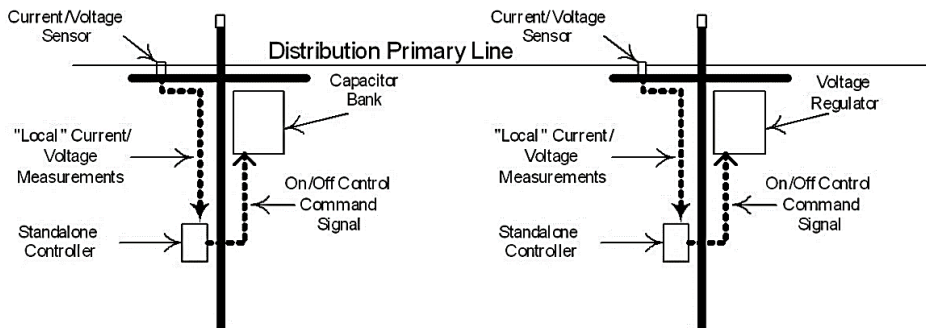 Current/Voltage
Sensor
Distribution Primary Line
Capacitor
Bank
"Local" Current/
Voltage
Measurements
On/Off Control
Command
Signal
Standalone
Controller
Current/Voltage
Sensor
Voltage
Regulator
"Local" Current/
Voltage
Measurements
On/Off Control
Command
Signal
Standalone
Controller